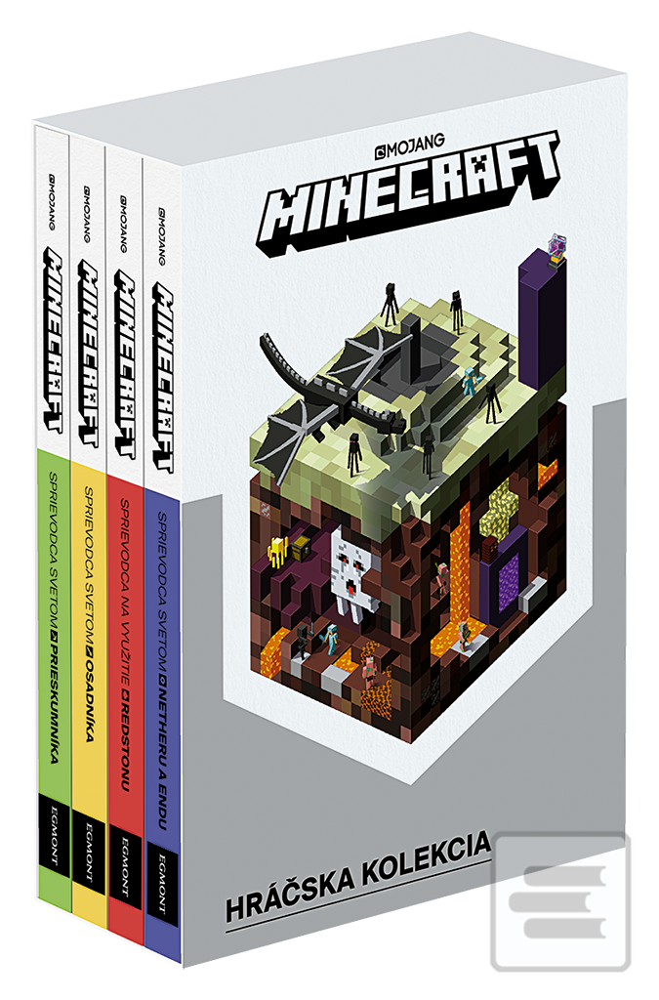 MOJANG
MINECRAFT
HRÁČSKA KOLEKCIA
MOJANG
MINECRAFT
SPRIEVODCA SVETOM PRIESKUMNÍKA
EGMONT
MOJANG
MINECRAFT
SPRIEVODCA SVETOM OSADNÍKA
EGMONT
MOJANG
MINECRAFT
SPRIEVODCA NA VYUŽITIE REDSTONU
EGMONT
MOJANG
MINECRAFT
SPRIEVODCA SVETOM NETHERU A ENDU
EGMONT